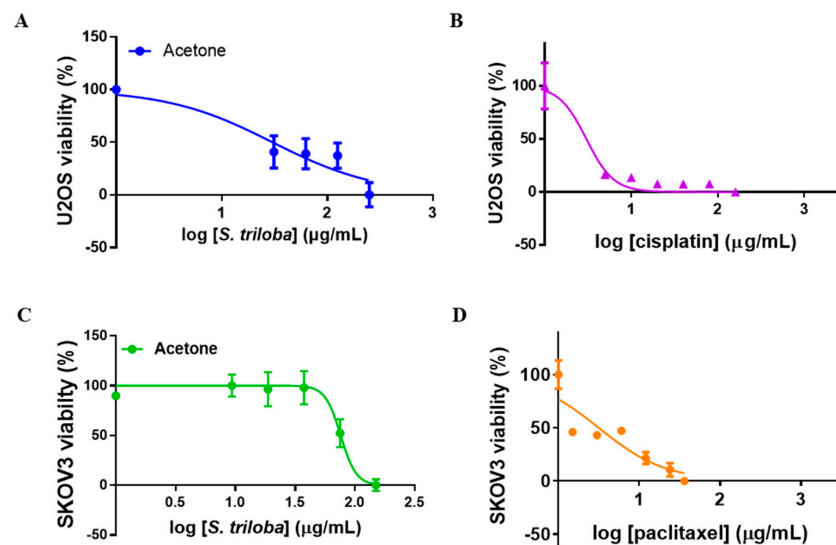 A
Acetone
U2OS viability (%)
150
100
50
0
-50
1
2
3
log [S. triloba] (µg/mL)
B
U2OS viability (%)
100
50
0
-50
1
2
3
log [cisplatin] (µg/mL)
C
Acetone
SKOV3 viabilty (%)
150
100
50
0
-50
0.5
1.0
1.5
2.0
2.5
log [S. triloba] (µg/mL)
D
SKOV3 viability (%)
100
50
0
-50
1
2
3
log [paclitaxel] (µg/mL)